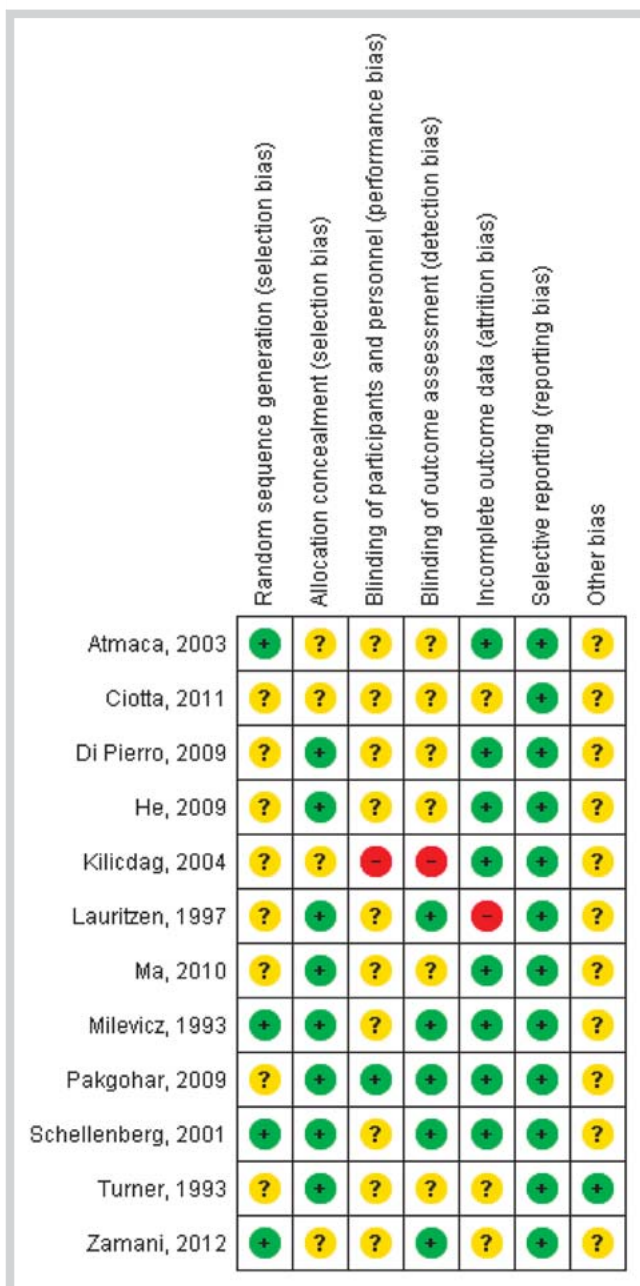 Random sequence generation (selection bias)
Allocation concealment (selection bias)
Blinding of participants and personnel (performance bias)
Blinding of outcome assessment (detection bias)
Incomplete outcome data (attrition bias)
Selective reporting (reporting bias)
Other bias
Atmaca, 2003 + ? ? ? + + ?
Ciotta, 2011 ? ? ? ? ? + ?
Di Pierro, 2009 ? + ? ? + + ?
He, 2009 ? + ? ? + + ?
Kilicdag, 2004 ? ? - - + + ?
Lauritzen, 1997 ? + ? + - + ?
Ma, 2010 ? + ? ? + + ?
Milevicz, 1993 + + ? + + + ?
Pakgohar, 2009 ? + + + + + ?
Schellenberg, 2001 + + ? + + + ?
Turner, 1993 ? + ? ? ? + +
Zamani, 2012 + ? ? + ? + ?